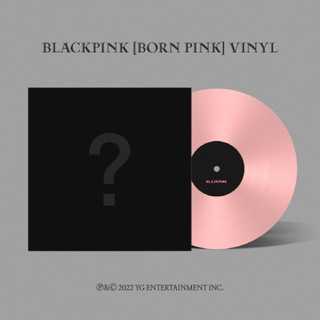 BLACKPINK [BORN PINK] VINYL
?
BLACKPINK
Ⓟ&Ⓒ 2022 YG ENTERTAINMENT INC.